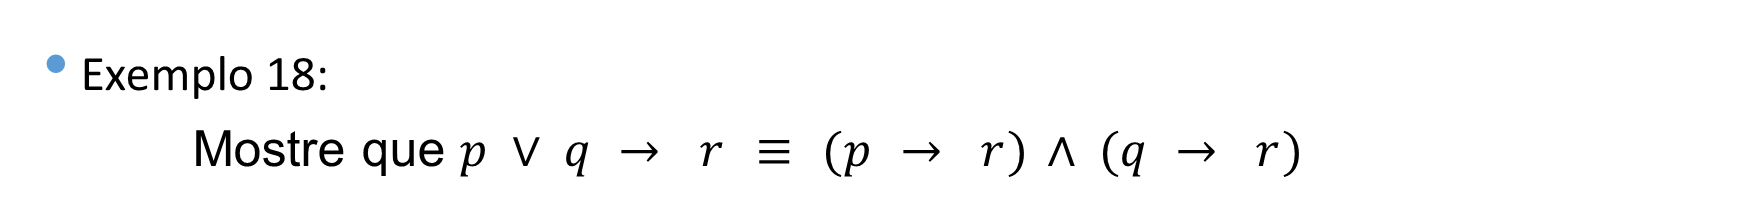 • Exemplo 18:
Mostre que 𝑝 ∨ 𝑞 → 𝑟 ≡ (𝑝 → 𝑟) ∧ (𝑞 → 𝑟)